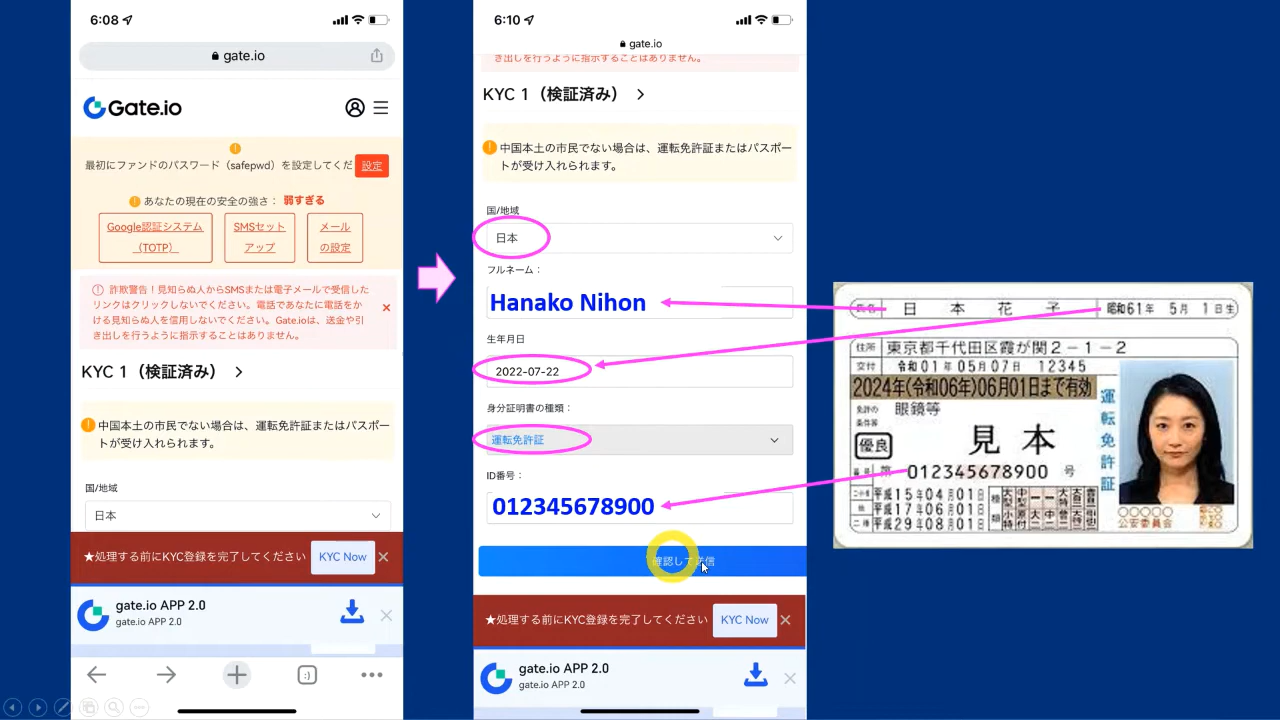 6:08
gate.io
Gate.io
最初にファンドのパスワード（safepwd）を設定してくだ
設定
あなたの現在の安全の強さ： 弱すぎる
Google認証システム
（TOTP）
SMSセット
アップ
メール
の設定
詐欺警告！見知らぬ人からSMSまたは電子メールで受信した
リンクはクリックしないでください。電話であなたに電話をか
ける見知らぬ人を信用しないでください。Gate.ioは、送金や引
き出しを行うように指示することはありません。
KYC 1（検証済み）
中国本土の市民でない場合は、運転免許証またはパスポー
トが受け入れられます。
国/地域
日本
★処理する前にKYC登録を完了してください
KYC Now
gate.io APP 2.0
gate.io APP 2.0
6:10
gate.io
き出しを行うように指示することはありません。
KYC 1（検証済み）
中国本土の市民でない場合は、運転免許証またはパスポー
トが受け入れられます。
国/地域
日本
フルネーム：
Hanako Nihon
生年月日
2022-07-22
身分証明書の種類：
運転免許証
ID番号：
012345678900
確認して送信
★処理する前にKYC登録を完了してください
KYC Now
gate.io APP 2.0
gate.io APP 2.0
氏名 日本花子 昭和61年 5月 1日生
住所 東京都千代田区霞が関2－1－2
交付 令和01年05月07日 12345
2024年(令和06年)06月01日まで有効
免許の
条件等
眼鏡等
優良
見本
第 012345678900 号
平成15年04月01日
平成17年06月01日
平成29年08月01日
種類
運転免許証
公安委員会